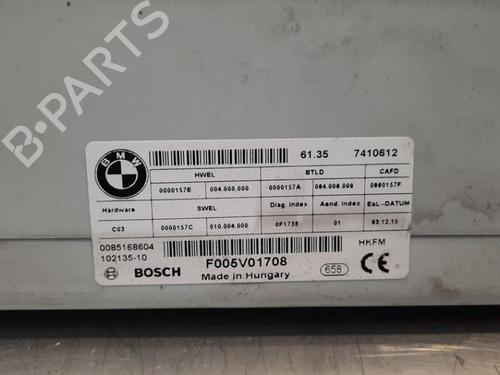 BMW
61.35 7410612
HWEL BTLD CAFD
0000157E 004.000.000 0000157A 004.000.000 0000157F
Hardware SWEL Diag. Index Aend. Index EoL-DATUM
C03 0000157C 010.004.000 0F173E 01 03.12.15
0085168604 HKFM
102135-10 F005V01708
BOSCH Made in Hungary 658
B-PARTS